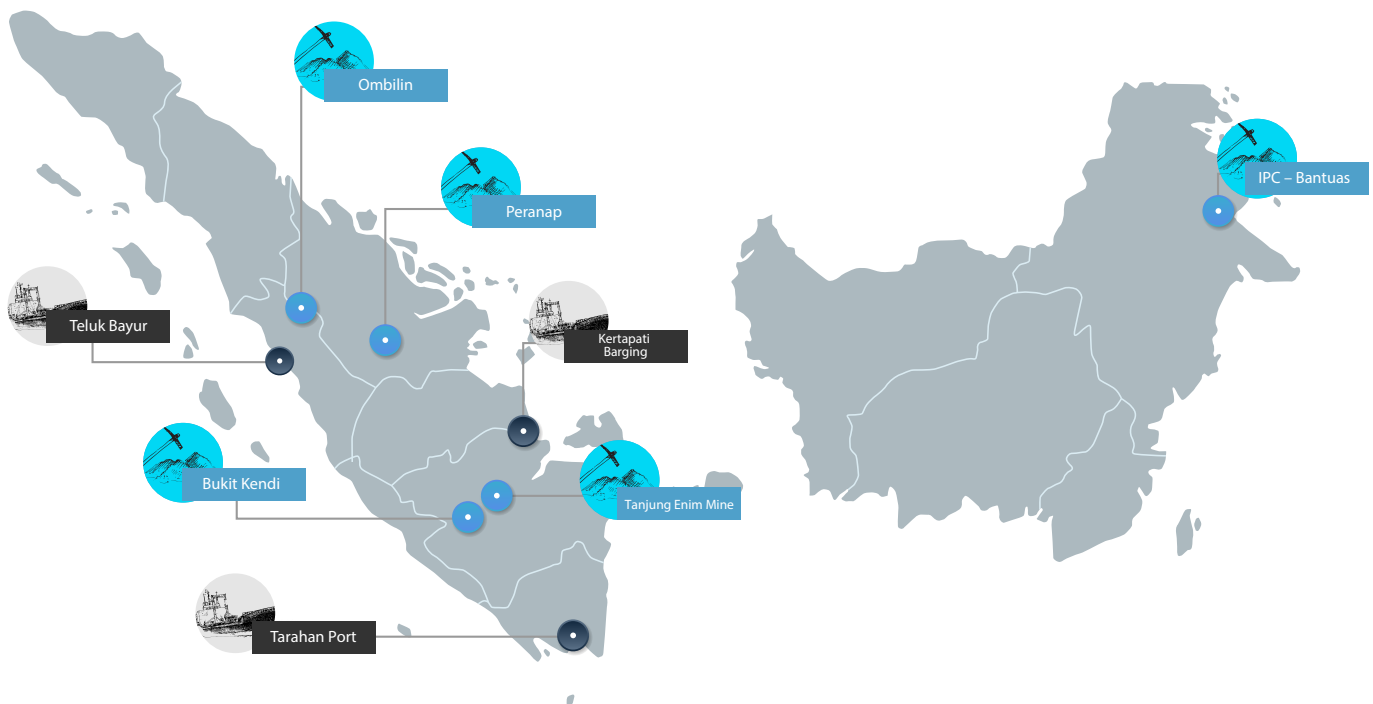 Ombilin
IPC – Bantuas
Peranap
Teluk Bayur
Kertapati
Barging
Bukit Kendi
Tanjung Enim Mine
Tarahan Port